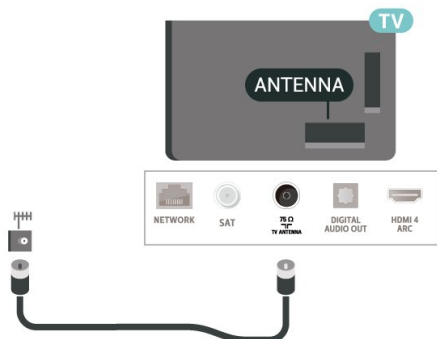 TV
ANTENNA
NETWORK
SAT
75 Ω
TV ANTENNA
DIGITAL
AUDIO OUT
HDMI 4
ARC